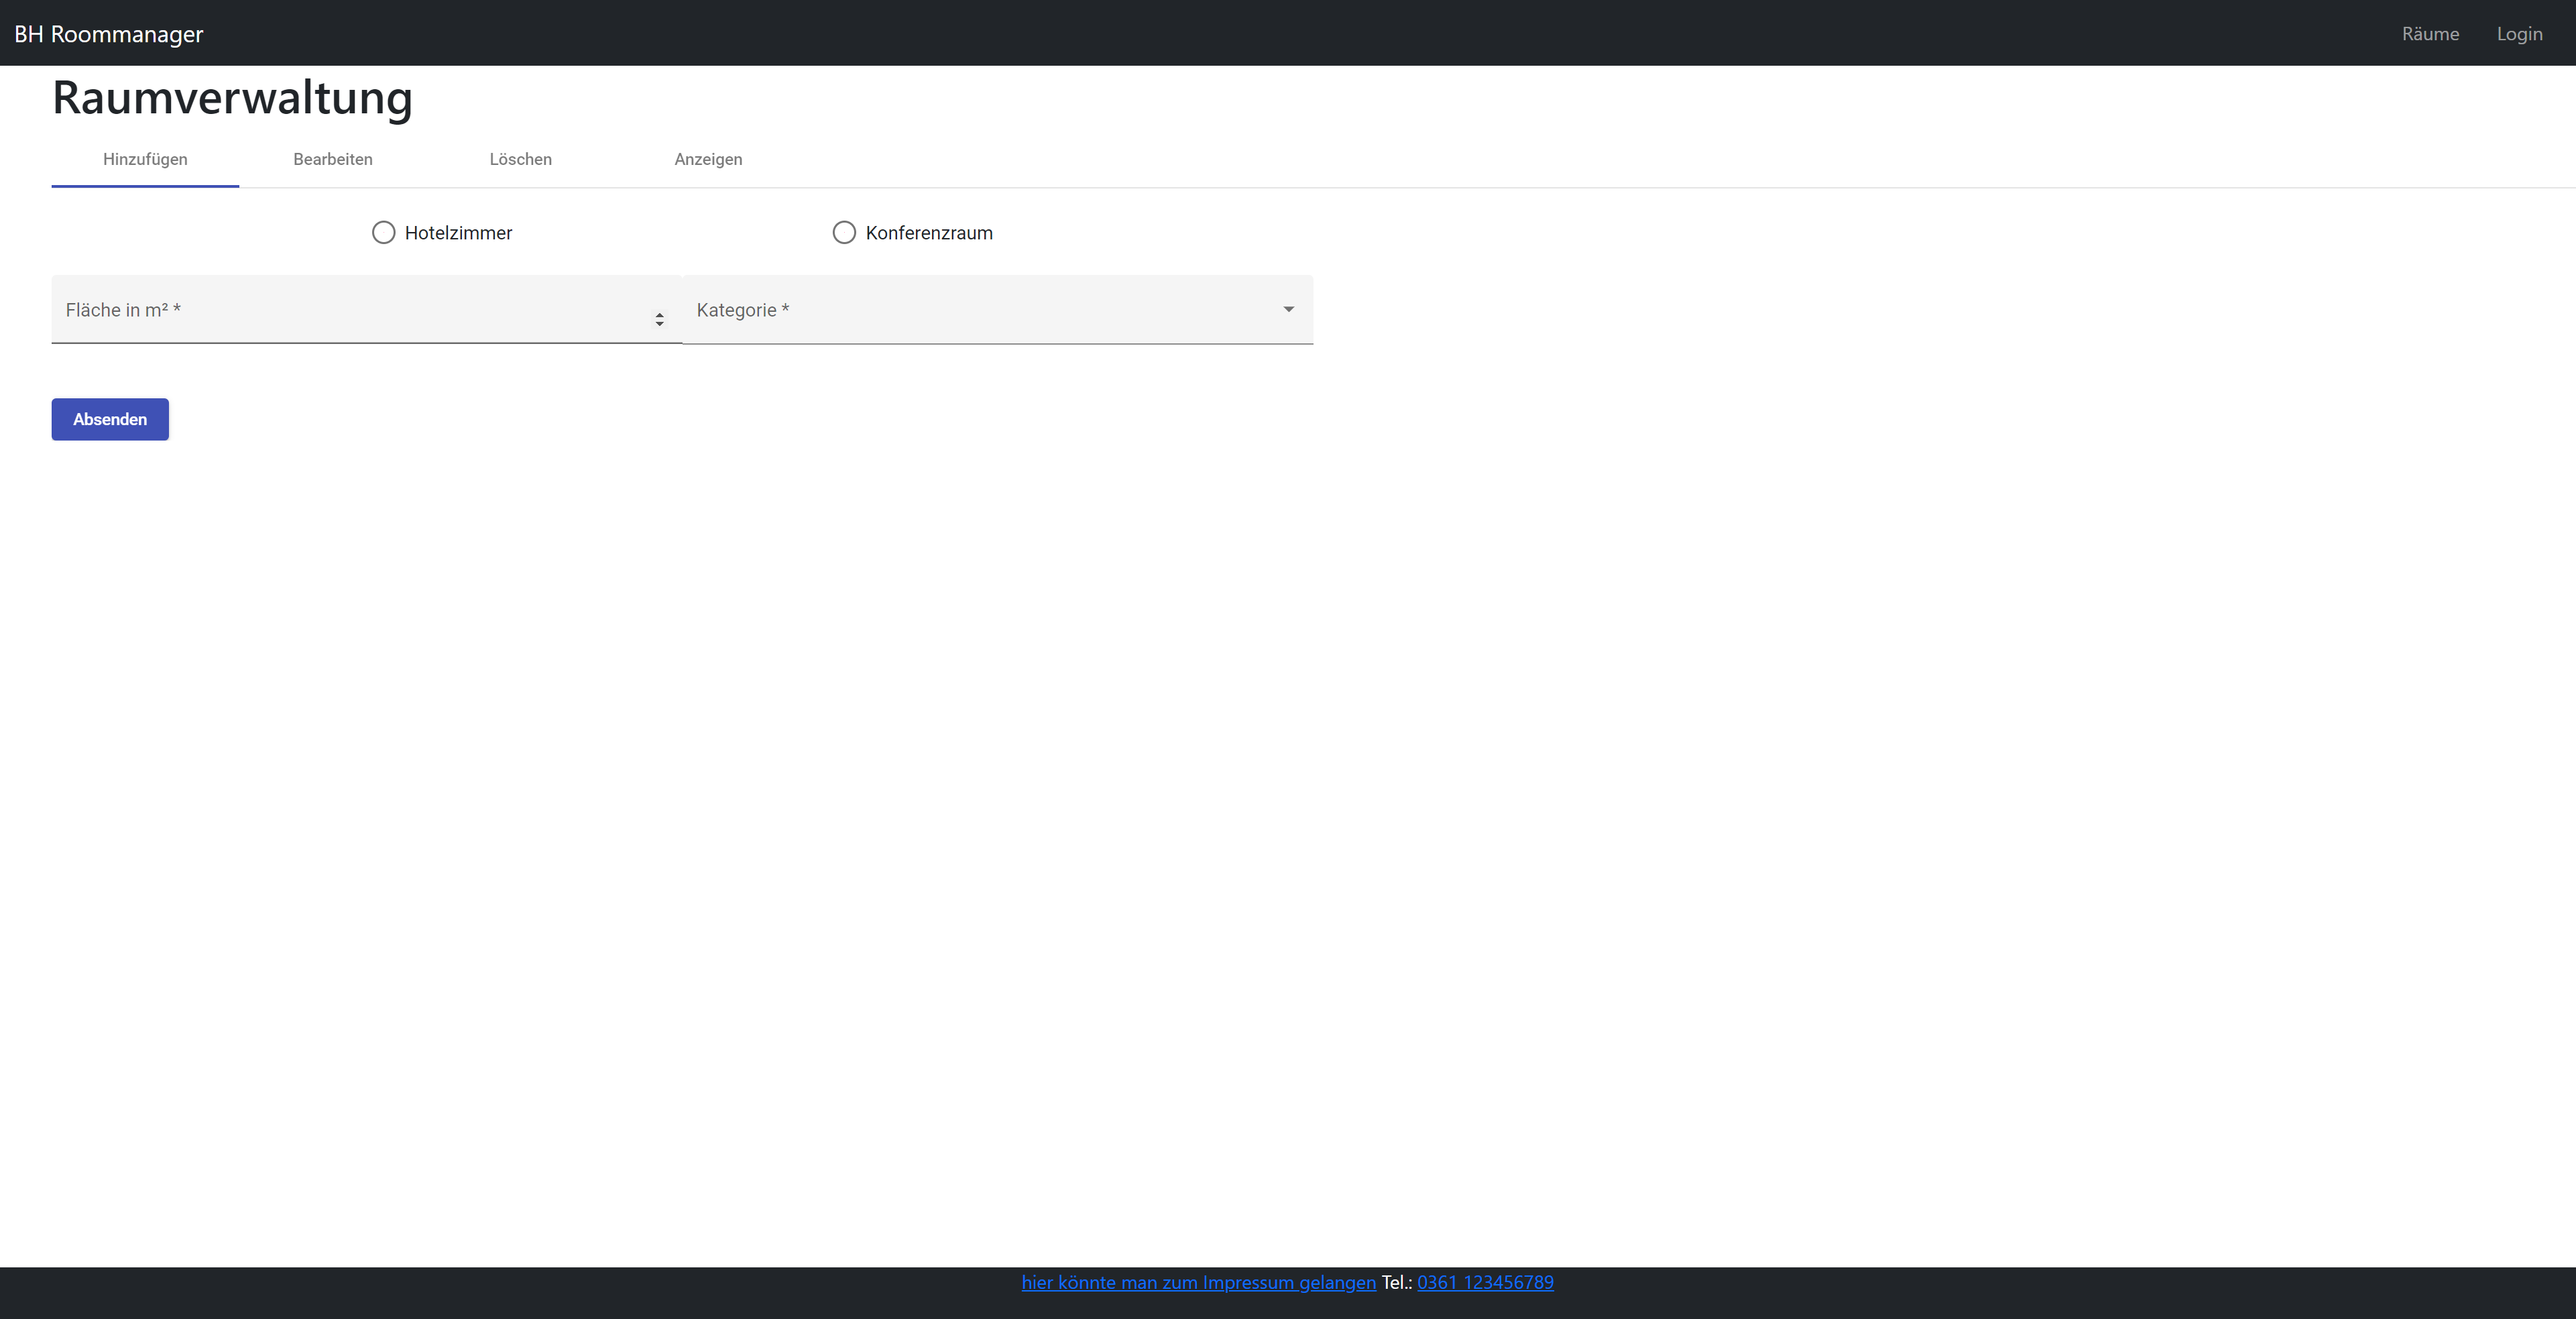 BH Roommanager Räume Login
Raumverwaltung
Hinzufügen Bearbeiten Löschen Anzeigen
Hotelzimmer Konferenzraum
Fläche in m² * Kategorie *
Absenden
hier könnte man zum Impressum gelangen Tel.: 0361 123456789